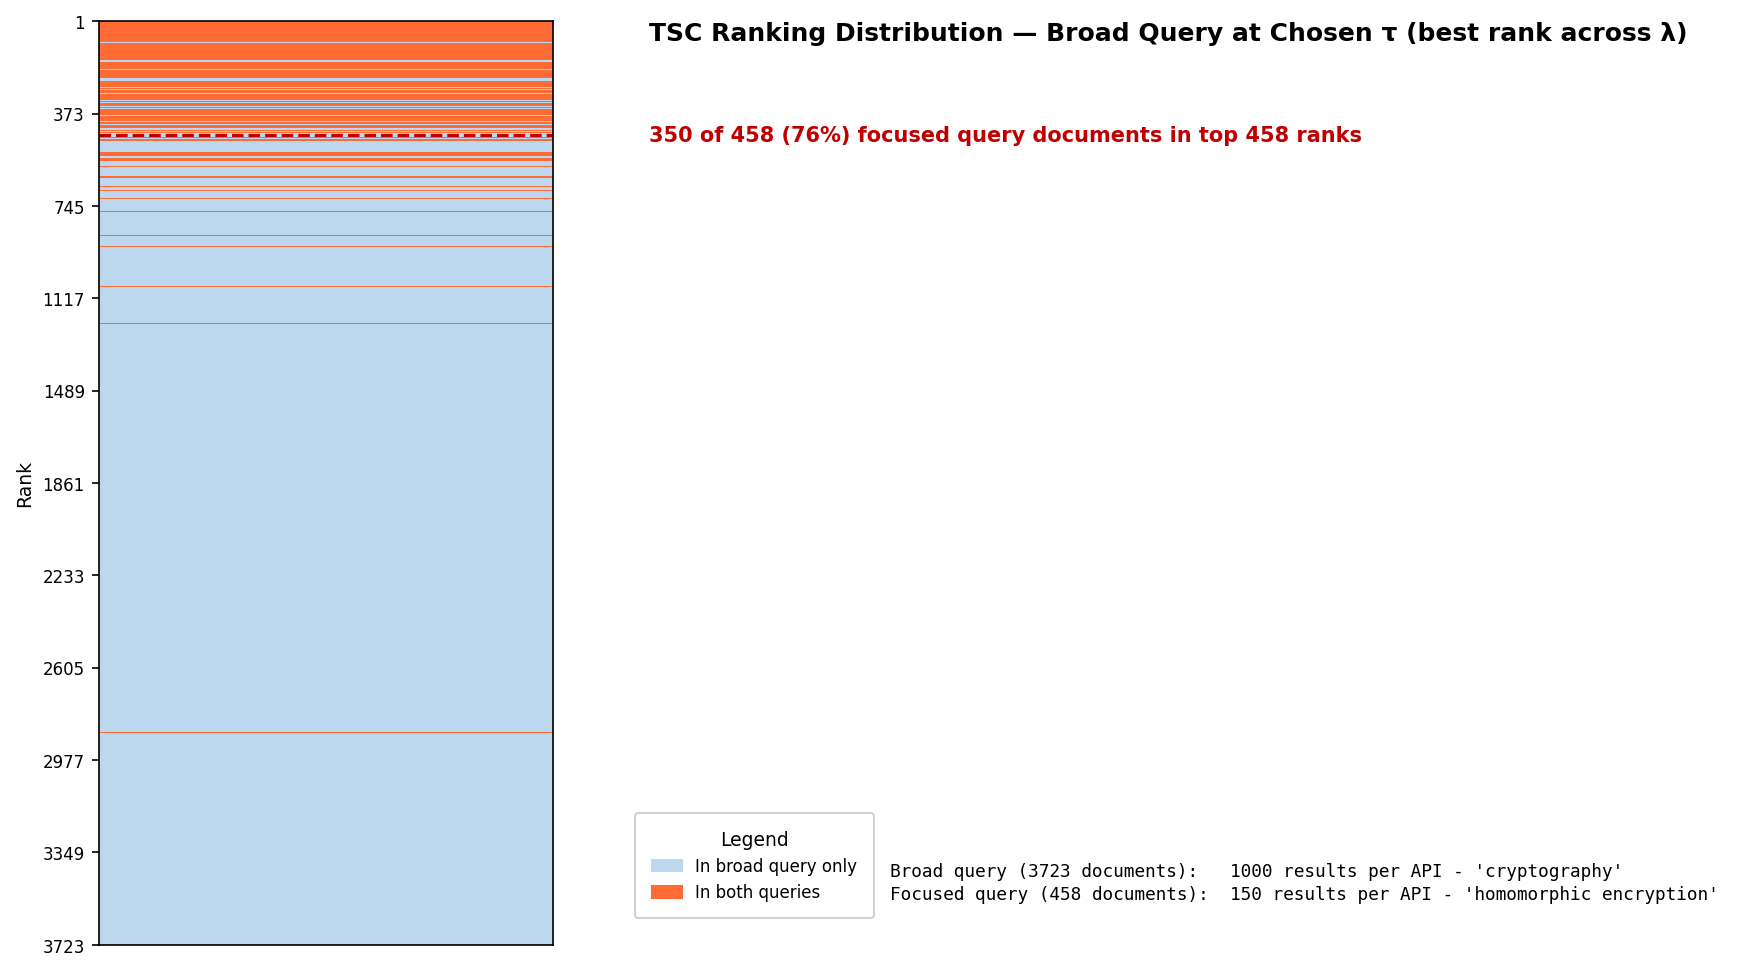 TSC Ranking Distribution — Broad Query at Chosen τ (best rank across λ)
350 of 458 (76%) focused query documents in top 458 ranks
Rank
1
373
745
1117
1489
1861
2233
2605
2977
3349
3723
Legend
In broad query only
In both queries
Broad query (3723 documents):   1000 results per API - 'cryptography'
Focused query (458 documents):  150 results per API - 'homomorphic encryption'